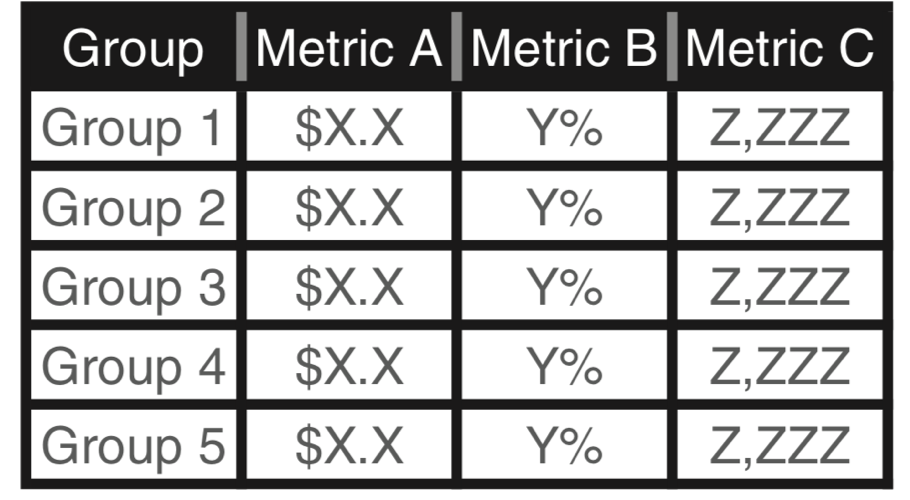 Group Metric A Metric B Metric C
Group 1 $X.X Y% Z,ZZZ
Group 2 $X.X Y% Z,ZZZ
Group 3 $X.X Y% Z,ZZZ
Group 4 $X.X Y% Z,ZZZ
Group 5 $X.X Y% Z,ZZZ